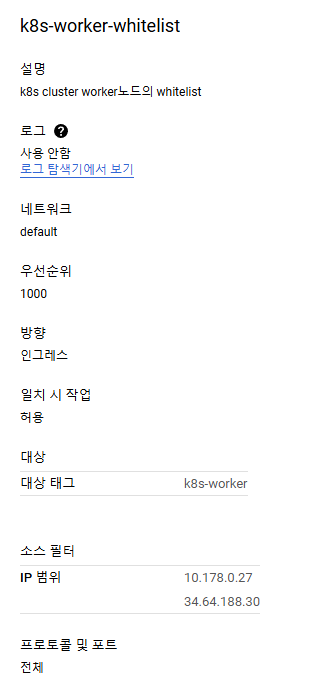 k8s-worker-whitelist
설명
k8s cluster worker노드의 whitelist
로그 ?
사용 안함
로그 탐색기에서 보기
네트워크
default
우선순위
1000
방향
인그레스
일치 시 작업
허용
대상
대상 태그 k8s-worker
소스 필터
IP 범위 10.178.0.27
34.64.188.30
프로토콜 및 포트
전체